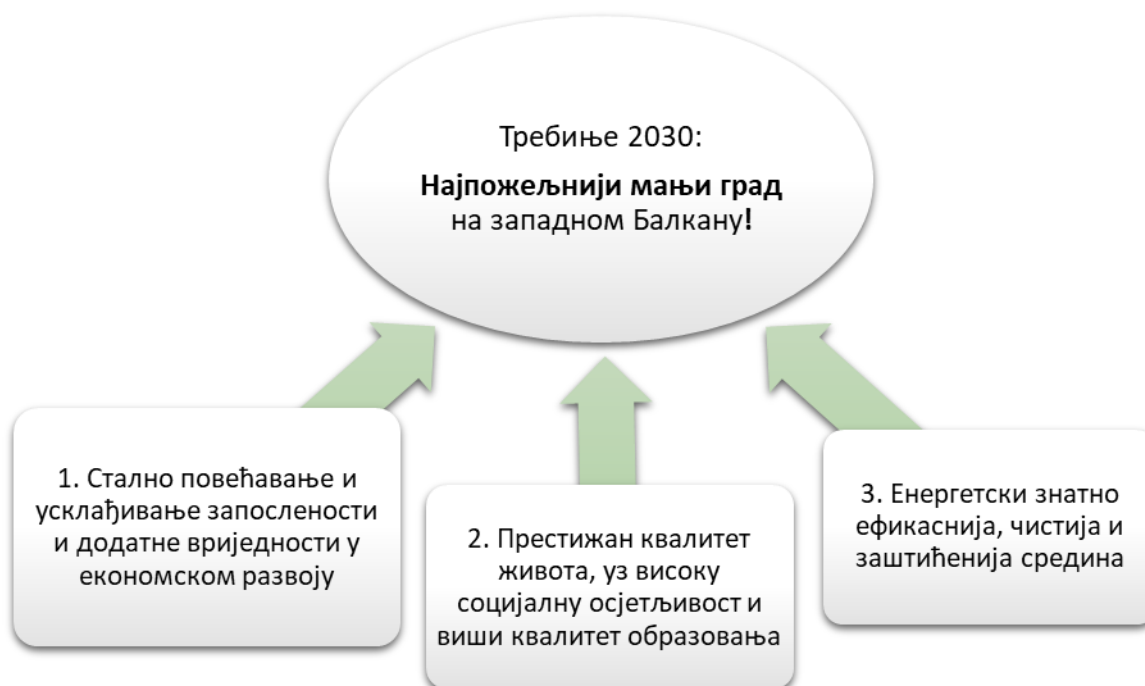 Требиње 2030:
Најпожељнији мањи град
на западном Балкану!
1. Стално повећавање и
усклађивање запослености
и додатне вриједности у
економском развоју
2. Престижан квалитет
живота, уз високу
социјалну осјетљивост и
виши квалитет образовања
3. Енергетски знатно
ефикаснија, чистија и
заштићенија средина